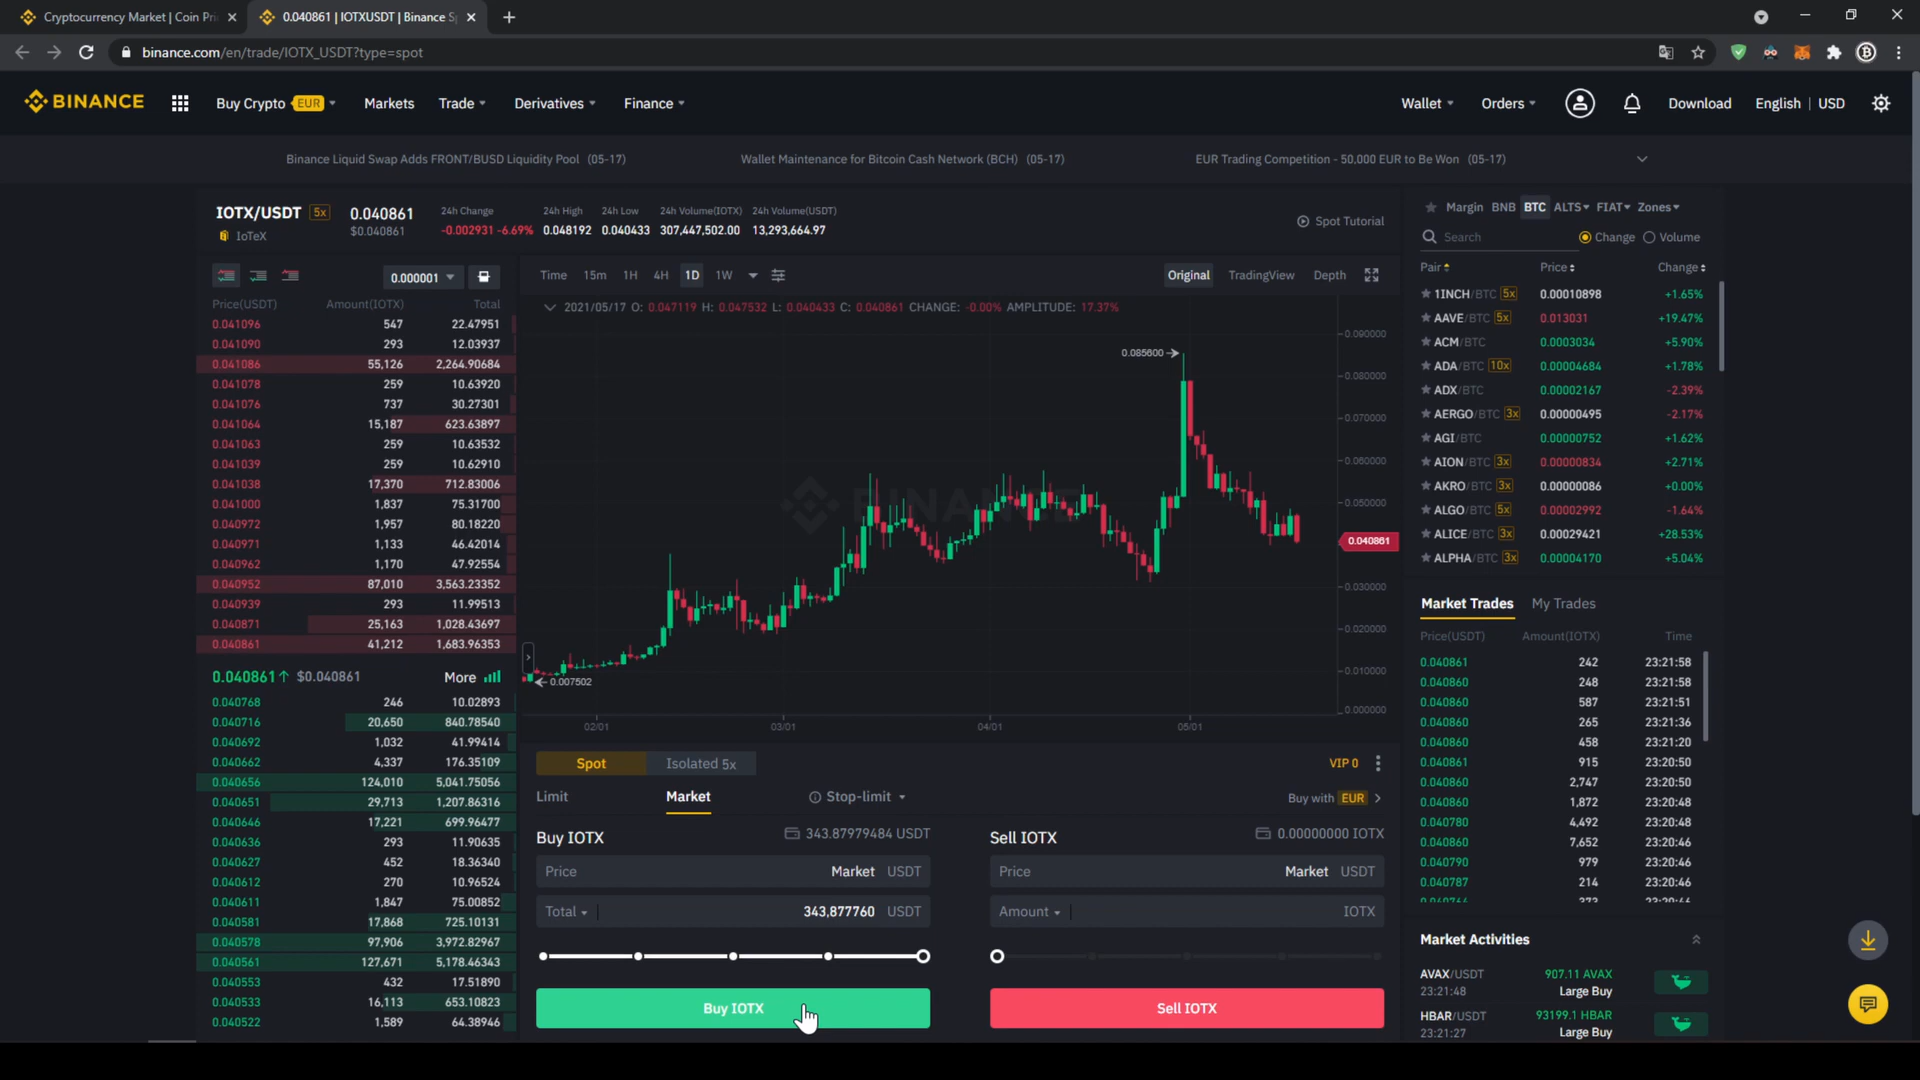 Cryptocurrency Market | Coin Pri
0.040861 | IOTXUSDT | Binance Sp
binance.com/en/trade/IOTX_USDT?type=spot
BINANCE
Buy Crypto EUR
Markets
Trade
Derivatives
Finance
Wallet
Orders
Download
English | USD
Binance Liquid Swap Adds FRONT/BUSD Liquidity Pool (05-17)
Wallet Maintenance for Bitcoin Cash Network (BCH) (05-17)
EUR Trading Competition - 50.000 EUR to Be Won (05-17)
IOTX/USDT 5x
IoTeX
0.040861
$0.040861
24h Change
-0.002931 -6.69%
24h High
0.048192
24h Low
0.040433
24h Volume(IOTX)
307,447,502.00
24h Volume(USDT)
13,293,664.97
Spot Tutorial
0.000001
Price(USDT) Amount(IOTX) Total
0.041096 547 22.47951
0.041090 293 12.03937
0.041086 55,126 2,264.90684
0.041078 259 10.63920
0.041076 737 30.27301
0.041064 15,187 623.63897
0.041063 259 10.63532
0.041039 259 10.62910
0.041038 17,370 712.83006
0.041000 1,837 75.31700
0.040972 1,957 80.18220
0.040971 1,133 46.42014
0.040962 1,170 47.92554
0.040952 87,010 3,563.23352
0.040939 293 11.99513
0.040871 25,163 1,028.43697
0.040861 41,212 1,683.96353
0.040861↑ $0.040861 More
0.040768 246 10.02893
0.040716 20,650 840.78540
0.040692 1,032 41.99414
0.040662 4,337 176.35109
0.040656 124,010 5,041.75056
0.040651 29,713 1,207.86316
0.040646 17,221 699.96477
0.040636 293 11.90635
0.040627 452 18.36340
0.040612 270 10.96524
0.040611 1,847 75.00852
0.040581 17,868 725.10131
0.040578 97,906 3,972.82967
0.040561 127,671 5,178.46343
0.040553 432 17.51890
0.040533 16,113 653.10823
0.040522 1,589 64.38946
Time 15m 1H 4H 1D 1W
Original TradingView Depth
2021/05/17 O: 0.047119 H: 0.047532 L: 0.040433 C: 0.040861 CHANGE: -0.00% AMPLITUDE: 17.37%
0.085600
0.007502
BINANCE
0.090000
0.080000
0.070000
0.060000
0.050000
0.040861
0.030000
0.020000
0.010000
0.000000
02/01 03/01 04/01 05/01
Spot Isolated 5x
VIP 0
Limit Market Stop-limit
Buy with EUR
Buy IOTX 343.87979484 USDT
Price Market USDT
Total 343,877760 USDT
Buy IOTX
Sell IOTX 0.00000000 IOTX
Price Market USDT
Amount IOTX
Sell IOTX
Margin BNB BTC ALTS FIAT Zones
Search Change Volume
Pair Price Change
1INCH/BTC 5x 0.00010898 +1.65%
AAVE/BTC 5x 0.013031 +19.47%
ACM/BTC 0.0003034 +5.90%
ADA/BTC 10x 0.00004684 +1.78%
ADX/BTC 0.00002167 -2.39%
AERGO/BTC 3x 0.00000495 -2.17%
AGI/BTC 0.00000752 +1.62%
AION/BTC 3x 0.00000834 +2.71%
AKRO/BTC 3x 0.00000086 +0.00%
ALGO/BTC 5x 0.00002992 -1.64%
ALICE/BTC 3x 0.00029421 +28.53%
ALPHA/BTC 3x 0.00004170 +5.04%
Market Trades My Trades
Price(USDT) Amount(IOTX) Time
0.040861 242 23:21:58
0.040860 248 23:21:58
0.040860 587 23:21:51
0.040860 265 23:21:36
0.040860 458 23:21:20
0.040861 915 23:20:50
0.040860 2,747 23:20:50
0.040860 1,872 23:20:48
0.040780 4,492 23:20:48
0.040860 7,652 23:20:46
0.040790 979 23:20:46
0.040787 214 23:20:46
Market Activities
AVAX/USDT 907.11 AVAX
23:21:48 Large Buy
HBAR/USDT 93199.1 HBAR
23:21:27 Large Buy